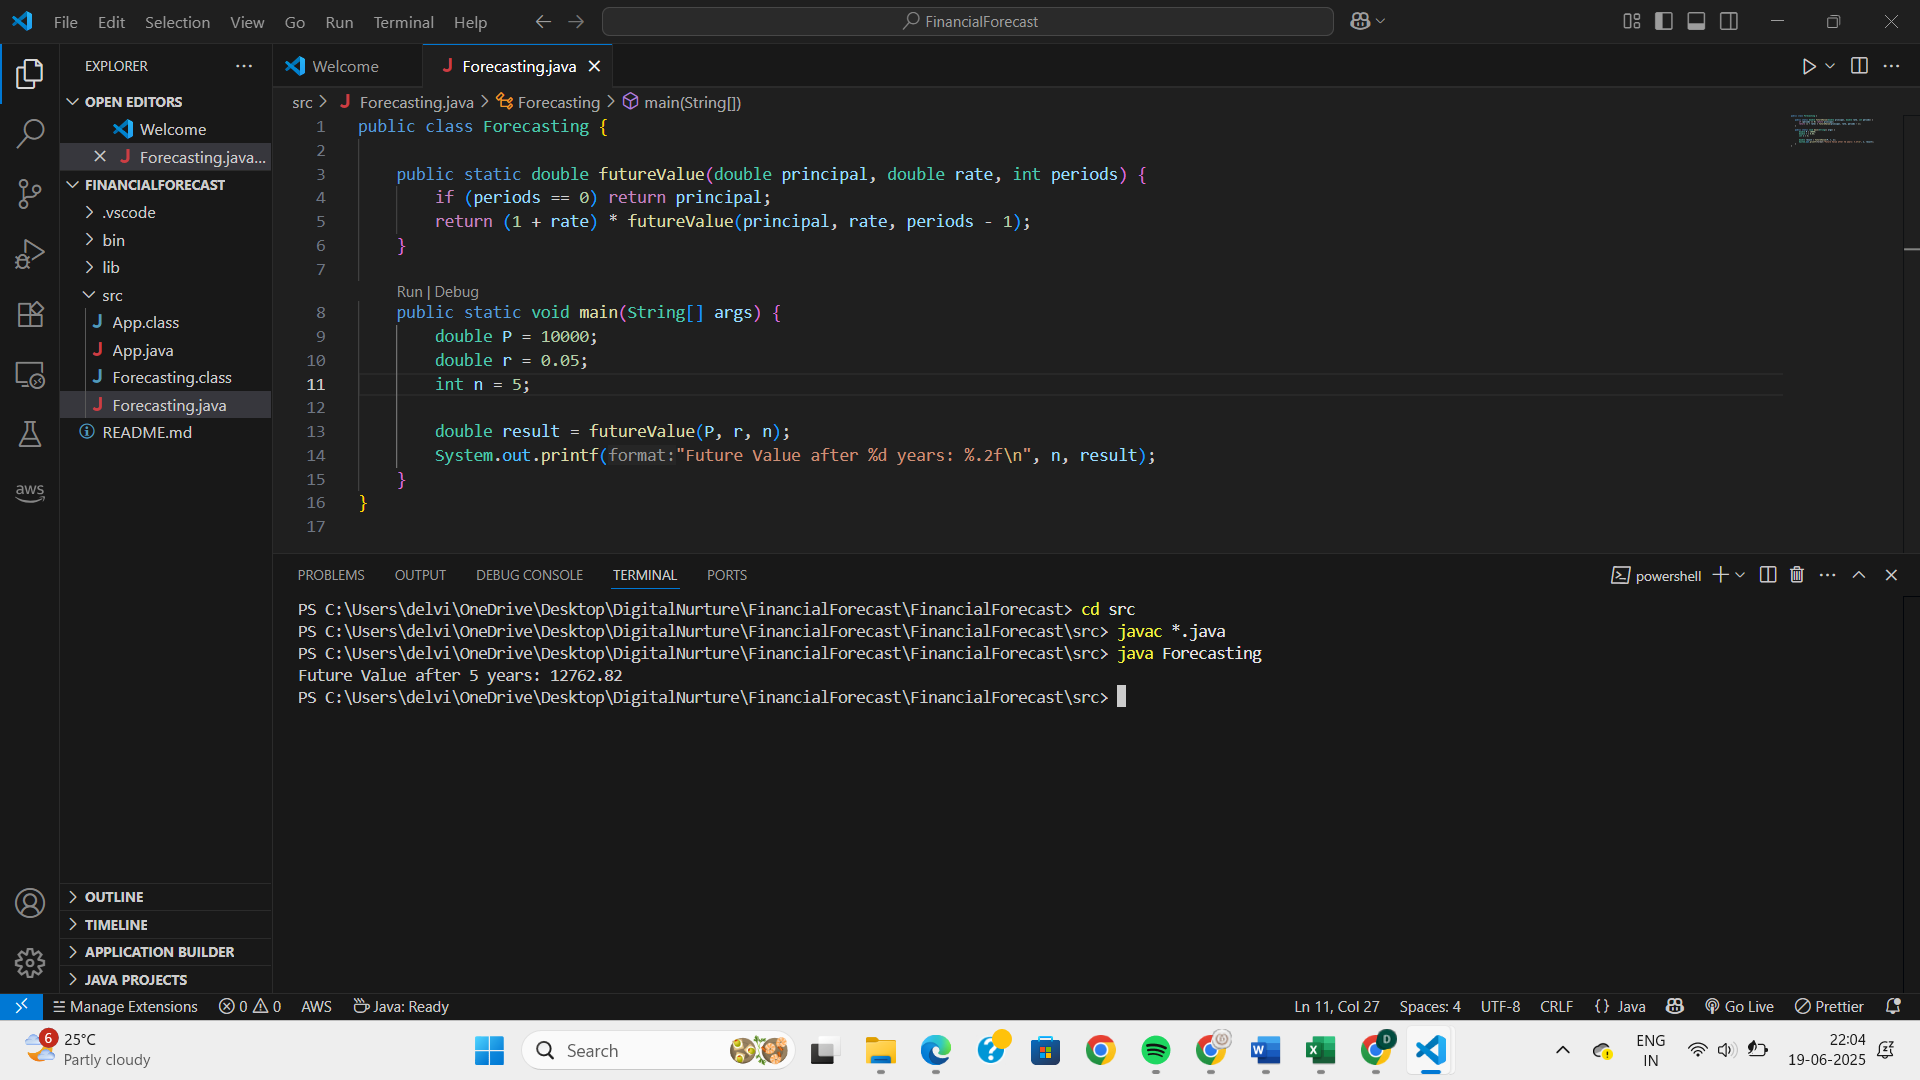 File Edit Selection View Go Run Terminal Help
FinancialForecast
EXPLORER
OPEN EDITORS
Welcome
Forecasting.java...
FINANCIALFORECAST
.vscode
bin
lib
src
App.class
App.java
Forecasting.class
Forecasting.java
README.md
OUTLINE
TIMELINE
APPLICATION BUILDER
JAVA PROJECTS
aws
Welcome Forecasting.java
src > Forecasting.java > Forecasting > main(String[])
1 public class Forecasting {
2
3 public static double futureValue(double principal, double rate, int periods) {
4 if (periods == 0) return principal;
5 return (1 + rate) * futureValue(principal, rate, periods - 1);
6 }
7
Run | Debug
8 public static void main(String[] args) {
9 double P = 10000;
10 double r = 0.05;
11 int n = 5;
12
13 double result = futureValue(P, r, n);
14 System.out.printf(format:"Future Value after %d years: %.2f\n", n, result);
15 }
16 }
17
PROBLEMS OUTPUT DEBUG CONSOLE TERMINAL PORTS
powershell
PS C:\Users\delvi\OneDrive\Desktop\DigitalNurture\FinancialForecast\FinancialForecast> cd src
PS C:\Users\delvi\OneDrive\Desktop\DigitalNurture\FinancialForecast\FinancialForecast\src> javac *.java
PS C:\Users\delvi\OneDrive\Desktop\DigitalNurture\FinancialForecast\FinancialForecast\src> java Forecasting
Future Value after 5 years: 12762.82
PS C:\Users\delvi\OneDrive\Desktop\DigitalNurture\FinancialForecast\FinancialForecast\src>
Manage Extensions 0 0 AWS Java: Ready
Ln 11, Col 27 Spaces: 4 UTF-8 CRLF {} Java Go Live Prettier
6
25°C
Partly cloudy
Search
D
ENG
IN
22:04
19-06-2025